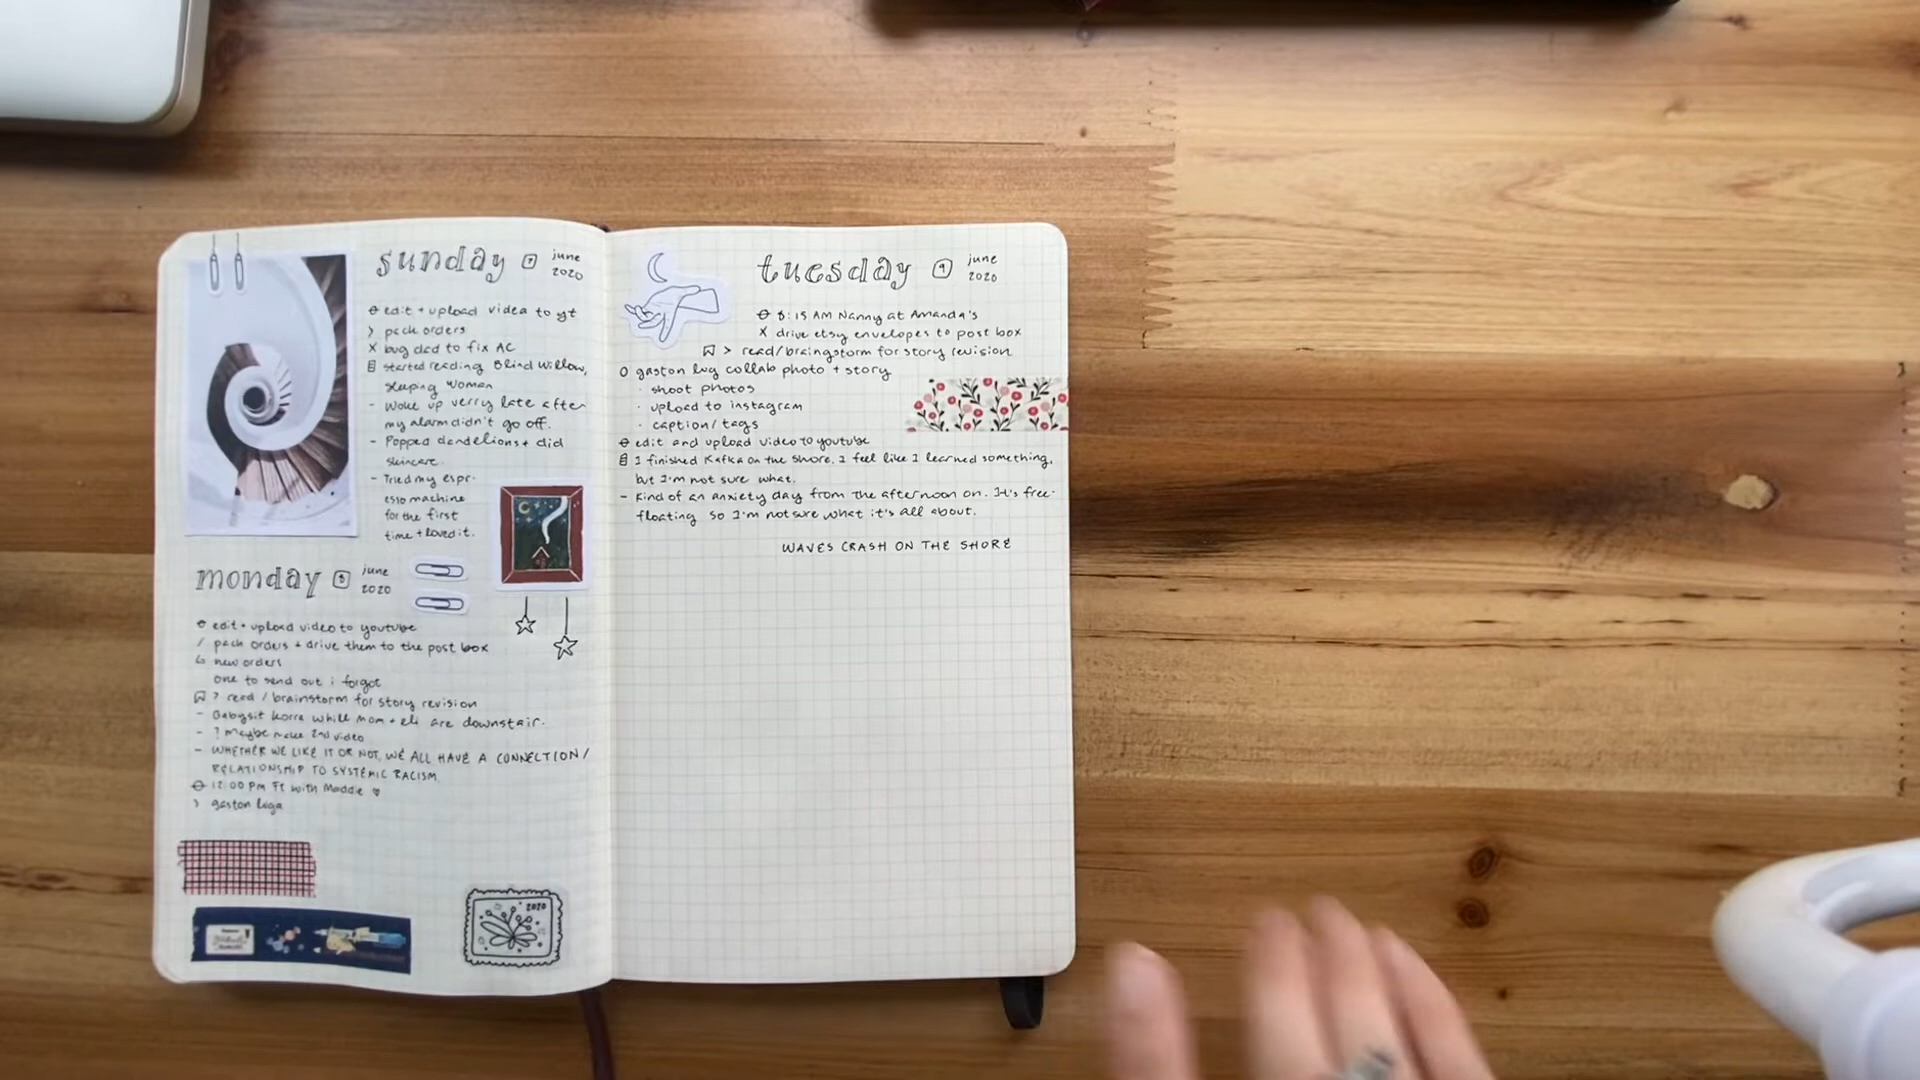 sunday 7 june
2020
edit + upload video to yt
> pack orders
x bug dad to fix AC
started reading Blind Willow,
sleeping woman
- Woke up verry late after
my alarm didn't go off.
- Popped dandelions + did
skincare.
- Tried my espr-
esso machine
for the first
time + loved it.
monday 8 june
2020
edit + upload video to youtube
/ pack orders + drive them to the post box
new orders
one to send out i forgot
> read / brainstorm for story revision
- Babysit korra while mom + eli are downstair.
- ? maybe make 2nd video
- WHETHER WE LIKE IT OR NOT, WE ALL HAVE A CONNECTION/
RELATIONSHIP TO SYSTEMIC RACISM.
12:00 PM FT with Maddie
> gaston luga
2020
tuesday 9 june
2020
8:15 AM Nanny at Amanda's
x drive etsy envelopes to post box
> read/braingstorm for story revision
O gaston lug collab photo + story
· shoot photos
· upload to instagram
· caption/tags
edit and upload video to youtube
I finished Kafka on the Shore. I feel like I learned something,
but I'm not sure what.
- Kind of an anxiety day from the afternoon on. It's free-
floating so I'm not sure what it's all about.
WAVES CRASH ON THE SHORE